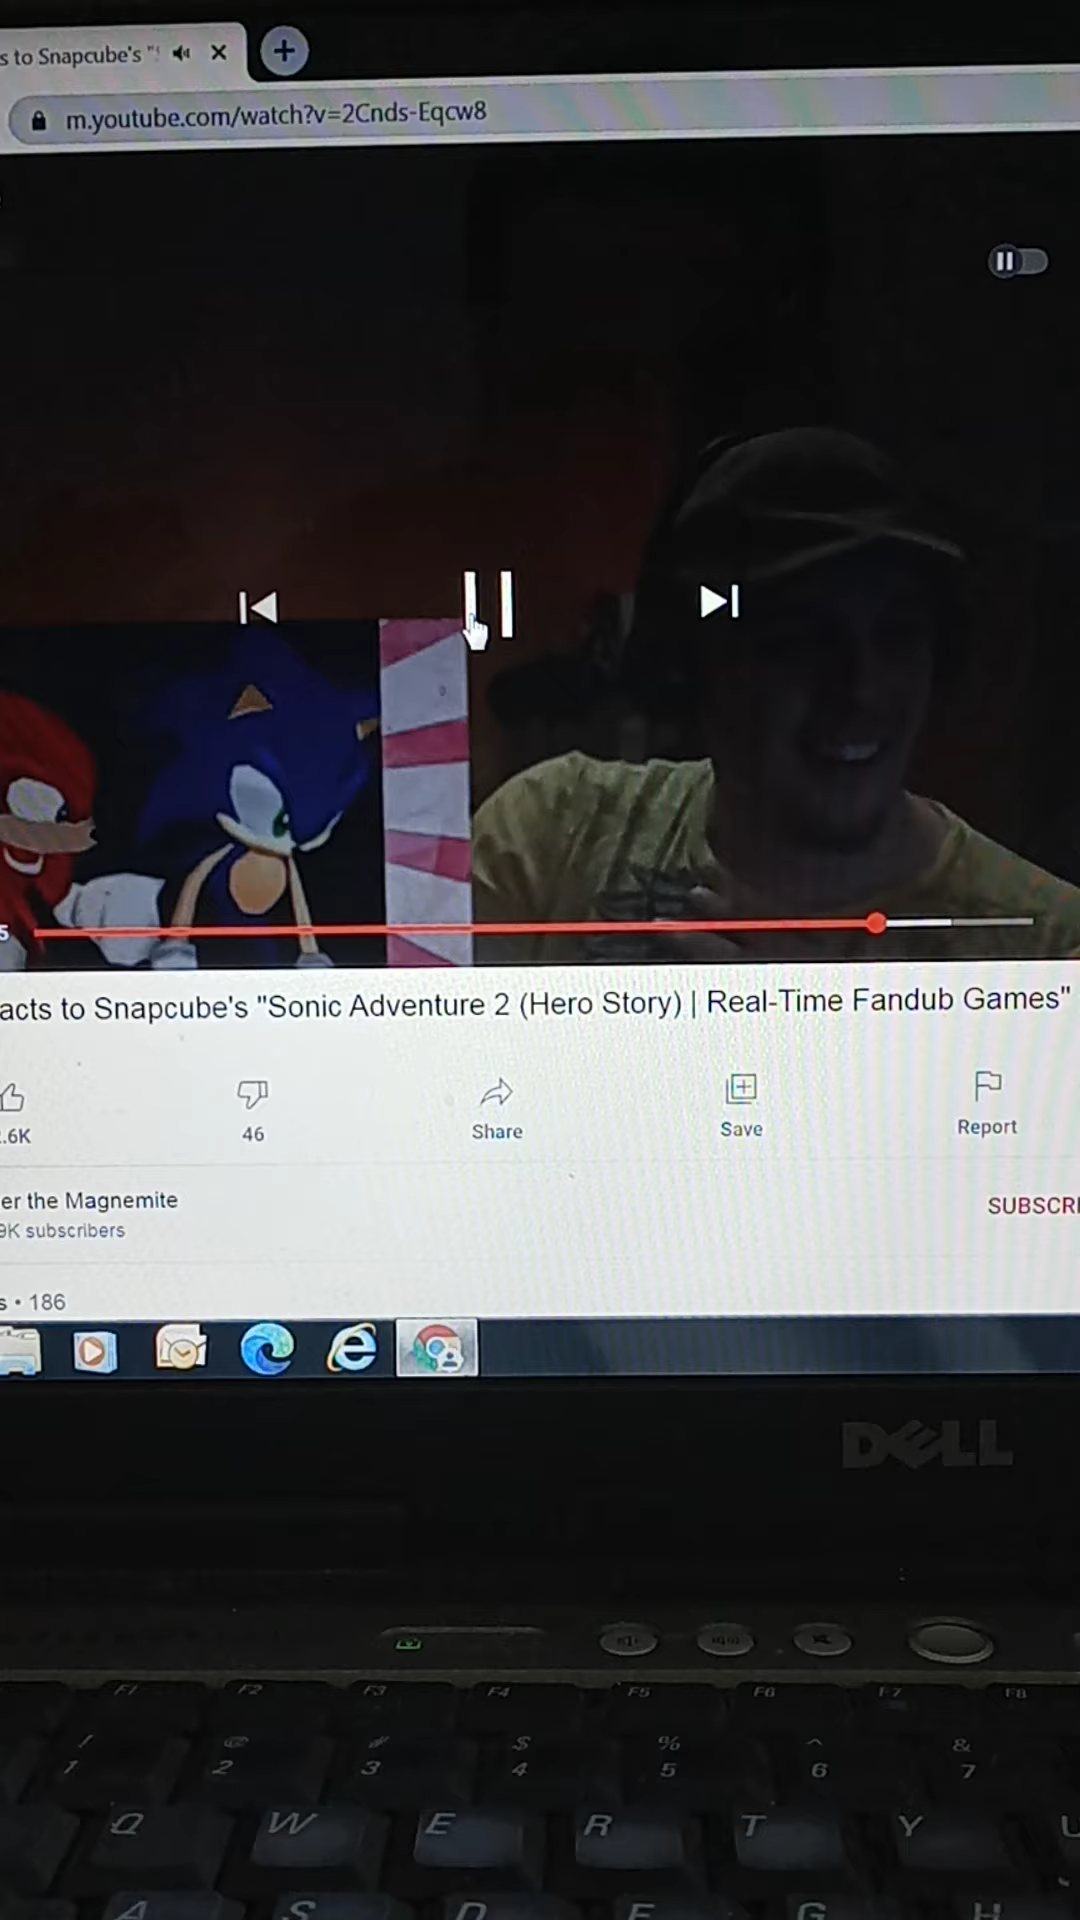 s to Snapcube's "
m.youtube.com/watch?v=2Cnds-Eqcw8
5
acts to Snapcube's "Sonic Adventure 2 (Hero Story) | Real-Time Fandub Games"
.6K
46
Share
Save
Report
er the Magnemite
9K subscribers
SUBSCRI
s • 186
DELL
F1 F2 F3 F4 F5 F6 F7 F8
! @ # $ % ^ &
1 2 3 4 5 6 7
Q W E R T Y U
A S D F G H